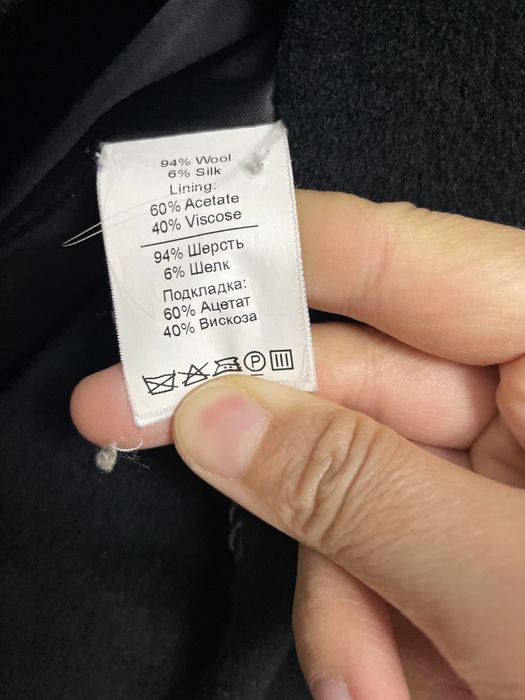 94% Wool
6% Silk
Lining:
60% Acetate
40% Viscose
94% Шерсть
6% Шелк
Подкладка:
60% Ацетат
40% Вискоза
P